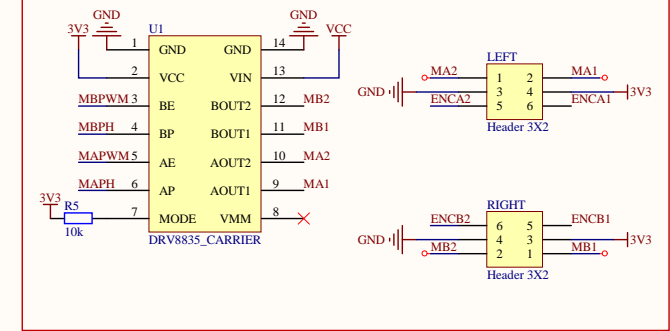 GND
GND
3V3
U1
VCC
1
GND
GND
14
2
VCC
VIN
13
MBPWM
3
BE
BOUT2
12
MB2
MBPH
4
BP
BOUT1
11
MB1
MAPWM
5
AE
AOUT2
10
MA2
MAPH
6
AP
AOUT1
9
MA1
3V3
R5
10k
7
MODE
VMM
8
DRV8835_CARRIER
LEFT
MA2
1
2
MA1
GND
3
4
3V3
ENCA2
5
6
ENCA1
Header 3X2
RIGHT
ENCB2
6
5
ENCB1
GND
4
3
3V3
MB2
2
1
MB1
Header 3X2